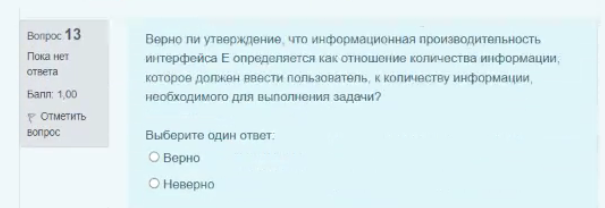 Вопрос 13
Пока нет
ответа
Балл: 1,00
Отметить
вопрос
Верно ли утверждение, что информационная производительность
интерфейса Е определяется как отношение количества информации,
которое должен ввести пользователь, к количеству информации,
необходимого для выполнения задачи?
Выберите один ответ:
Верно
Неверно